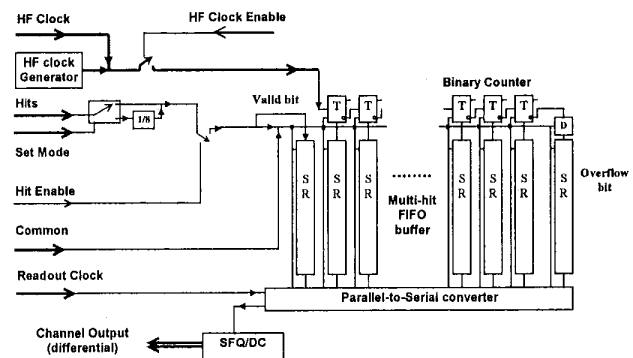 HF Clock
HF Clock Enable
HF clock
Generator
Hits
1/8
Set Mode
Valid bit
T
T
Binary Counter
T
T
T
D
Hit Enable
S
R
S
R
S
R
Multi-hit
FIFO
buffer
S
R
S
R
S
R
S
R
Overflow
bit
Common
Readout Clock
Parallel-to-Serial converter
Channel Output
(differential)
SFQ/DC